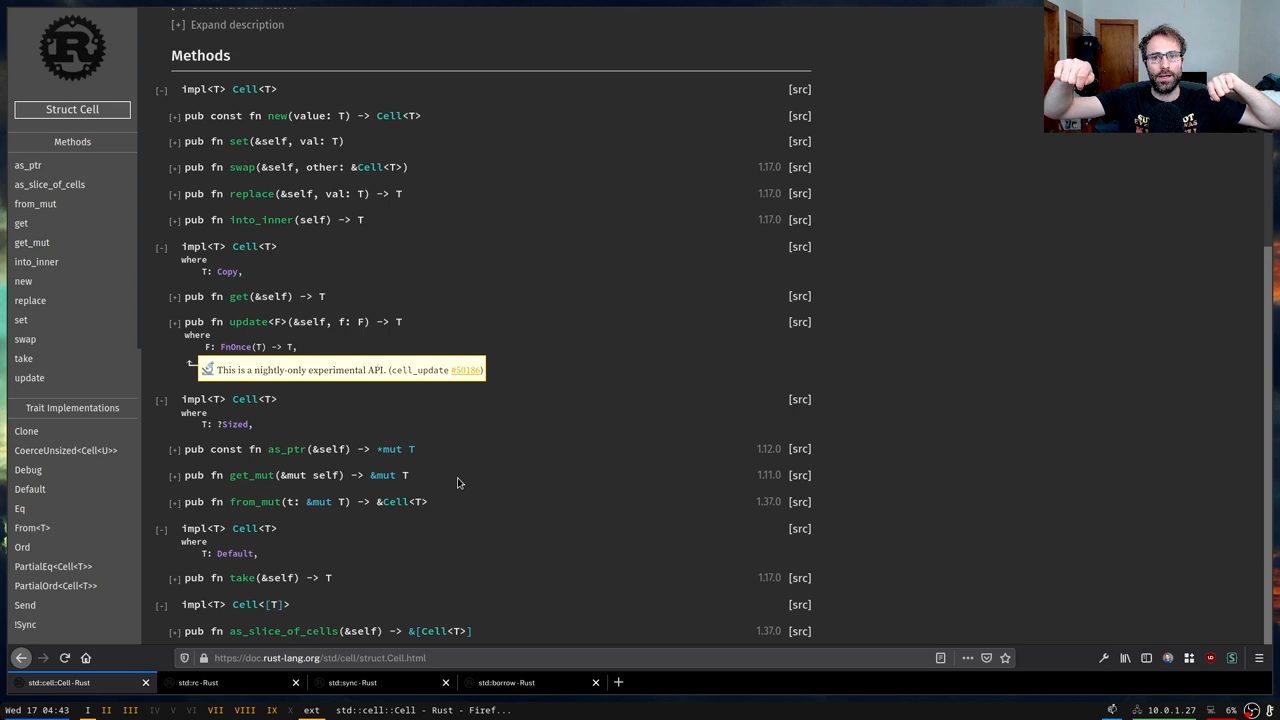 Struct Cell
Methods
as_ptr
as_slice_of_cells
from_mut
get
get_mut
into_inner
new
replace
set
swap
take
update
Trait Implementations
Clone
CoerceUnsized<Cell<U>>
Debug
Default
Eq
From<T>
Ord
PartialEq<Cell<T>>
PartialOrd<Cell<T>>
Send
!Sync
[+] Expand description
Methods
[-] impl<T> Cell<T> [src]
[+] pub const fn new(value: T) -> Cell<T> [src]
[+] pub fn set(&self, val: T) [src]
[+] pub fn swap(&self, other: &Cell<T>) 1.17.0 [src]
[+] pub fn replace(&self, val: T) -> T 1.17.0 [src]
[+] pub fn into_inner(self) -> T 1.17.0 [src]
[-] impl<T> Cell<T> [src]
where
T: Copy,
[+] pub fn get(&self) -> T [src]
[+] pub fn update<F>(&self, f: F) -> T [src]
where
F: FnOnce(T) -> T,
This is a nightly-only experimental API. (cell_update #50186)
[-] impl<T> Cell<T> [src]
where
T: ?Sized,
[+] pub const fn as_ptr(&self) -> *mut T 1.12.0 [src]
[+] pub fn get_mut(&mut self) -> &mut T 1.11.0 [src]
[+] pub fn from_mut(t: &mut T) -> &Cell<T> 1.37.0 [src]
[-] impl<T> Cell<T> [src]
where
T: Default,
[+] pub fn take(&self) -> T 1.17.0 [src]
[-] impl<T> Cell<[T]> [src]
[+] pub fn as_slice_of_cells(&self) -> &[Cell<T>] 1.37.0 [src]
https://doc.rust-lang.org/std/cell/struct.Cell.html
std::cell::Cell - Rust
std::rc - Rust
std::sync - Rust
std::borrow - Rust
Wed 17 04:43 I II III IV V VI VII VIII IX X ext std::cell::Cell - Rust - Firef... 10.0.1.27 6%